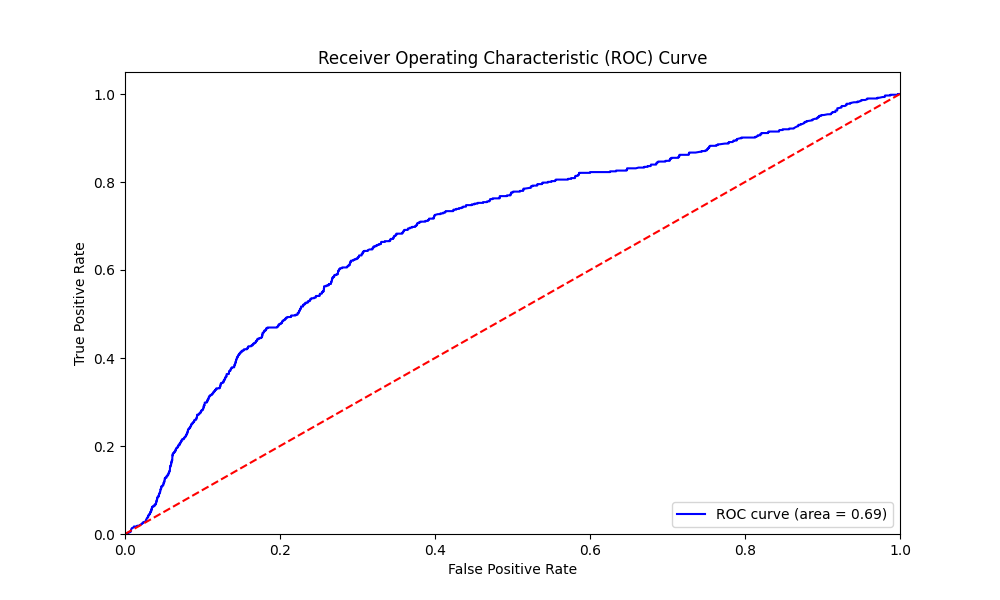 Receiver Operating Characteristic (ROC) Curve
1.0
0.8
0.6
0.4
0.2
0.0
True Positive Rate
0.0 0.2 0.4 0.6 0.8 1.0
False Positive Rate
ROC curve (area = 0.69)